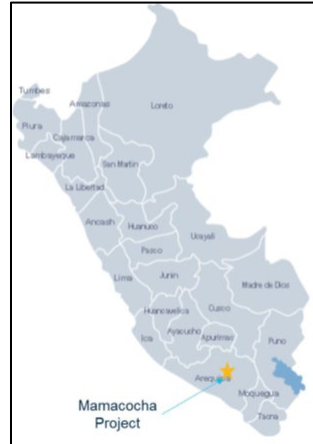 Tumbes
Amazonas
Loreto
Piura
Cajamarca
Lambayeque
San Martin
La Libertad
Ancash
Huanuco
Ucayali
Pasco
Lima
Junin
Madre de Dios
Huancavelica
Cusco
Ica
Ayacucho
Apurimac
Puno
Arequipa
Moquegua
Tacna
Mamacocha
Project